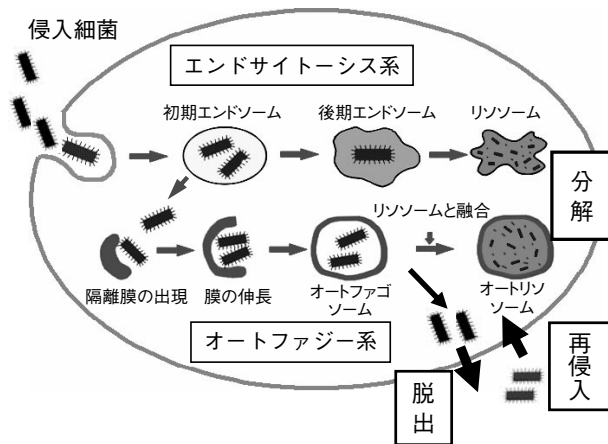 侵入細菌
エンドサイトーシス系
初期エンドソーム
後期エンドソーム
リソソーム
分解
リソソームと融合
隔離膜の出現
膜の伸長
オートファゴ
ソーム
オートリソ
ソーム
オートファジー系
脱出
再侵入